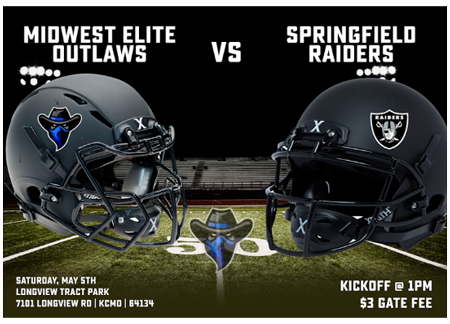 MIDWEST ELITE
OUTLAWS
VS
SPRINGFIELD
RAIDERS
X
RAIDERS
X
X
X
50
SATURDAY, MAY 5TH
LONGVIEW TRACT PARK
7101 LONGVIEW RD | KCMO | 64134
KICKOFF @ 1PM
$3 GATE FEE